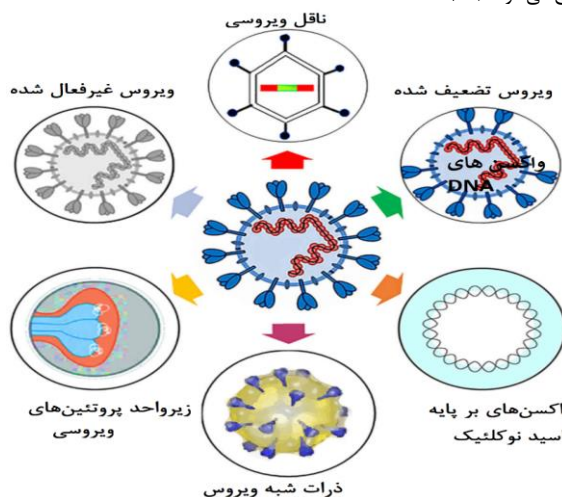 ناقل ویروسی
ویروس غیرفعال شده
ویروس تضعیف شده
واکسن های
DNA
زیرواحد پروتئین‌های
ویروسی
اکسن‌های بر پایه
اسید نوکلئیک
ذرات شبه ویروس